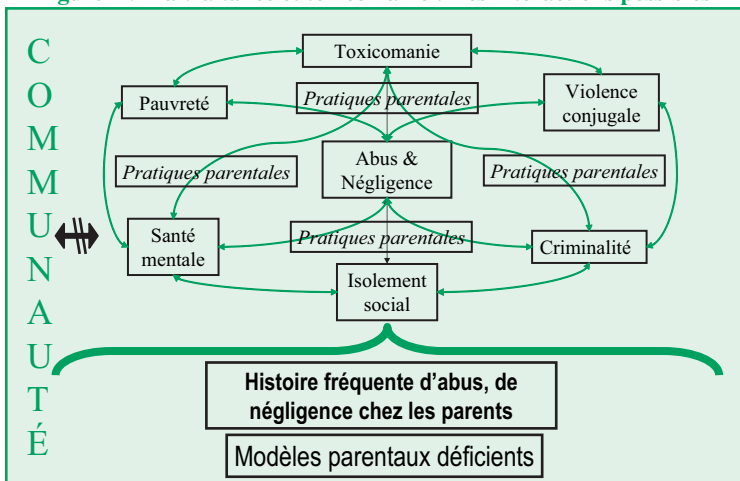 COMMUNAUTÉ
Toxicomanie
Pauvreté
Pratiques parentales
Violence
conjugale
Abus &
Négligence
Pratiques parentales
Pratiques parentales
Santé
mentale
Pratiques parentales
Criminalité
Isolement
social
Histoire fréquente d’abus, de
négligence chez les parents
Modèles parentaux déficients